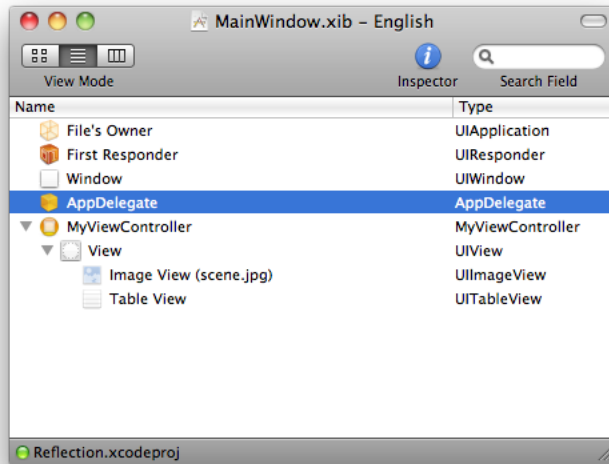 MainWindow.xib – English
View Mode
Inspector
Search Field
Name Type
File's Owner UIApplication
First Responder UIResponder
Window UIWindow
AppDelegate AppDelegate
MyViewController MyViewController
View UIView
Image View (scene.jpg) UIImageView
Table View UITableView
Reflection.xcodeproj